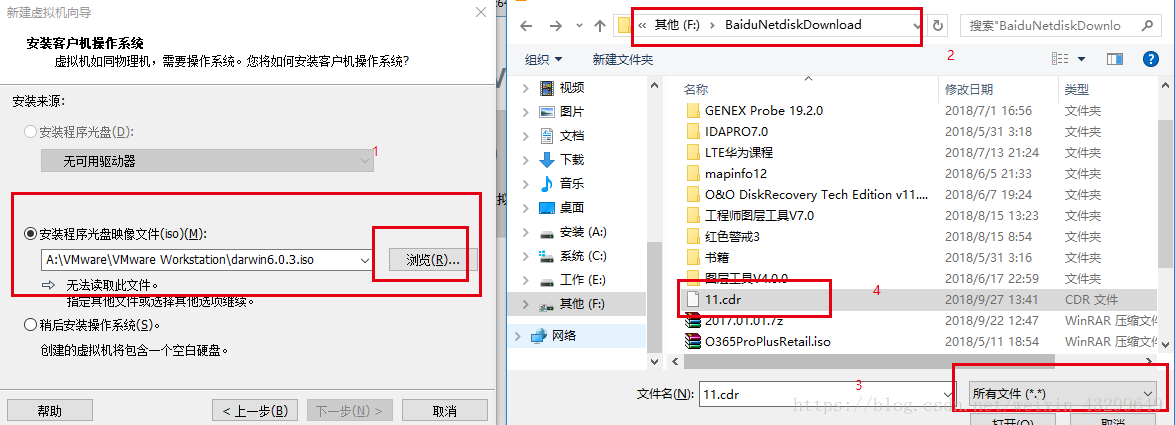 新建虚拟机向导
安装客户机操作系统
虚拟机如同物理机，需要操作系统。您将如何安装客户机操作系统?
安装来源:
安装程序光盘(D):
1
无可用驱动器
安装程序光盘映像文件(iso)(M):
A:\VMware\VMware Workstation\darwin6.0.3.iso
浏览(R)...
无法读取此文件。
指定其他文件或选择其他选项继续。
稍后安装操作系统(S)。
创建的虚拟机将包含一个空白硬盘。
帮助
< 上一步(B)
下一步(N) >
取消
« 其他 (F:) › BaiduNetdiskDownload
搜索"BaiduNetdiskDownlo
2
组织
新建文件夹
视频
图片
文档
下载
音乐
桌面
安装 (A:)
系统 (C:)
工作 (E:)
其他 (F:)
网络
名称 修改日期 类型
GENEX Probe 19.2.0 2018/7/1 16:56 文件夹
IDAPRO7.0 2018/5/31 3:18 文件夹
LTE华为课程 2018/7/13 21:24 文件夹
mapinfo12 2018/6/5 21:33 文件夹
O&O DiskRecovery Tech Edition v11.... 2018/6/7 19:24 文件夹
工程师图层工具V7.0 2018/8/15 13:23 文件夹
红色警戒3 2018/8/15 8:54 文件夹
书籍 2018/5/31 3:16 文件夹
图层工具V4.0.0 2018/6/17 22:59 文件夹
11.cdr 2018/9/27 13:41 CDR 文件
4
2017.01.01.7z 2018/9/22 12:47 WinRAR 压缩文件
O365ProPlusRetail.iso 2018/5/11 18:54 WinRAR 压缩文件
3
文件名(N): 11.cdr
所有文件 (*.*)
https://blog.csdn.net/weixin_43299649
打开(O)
取消